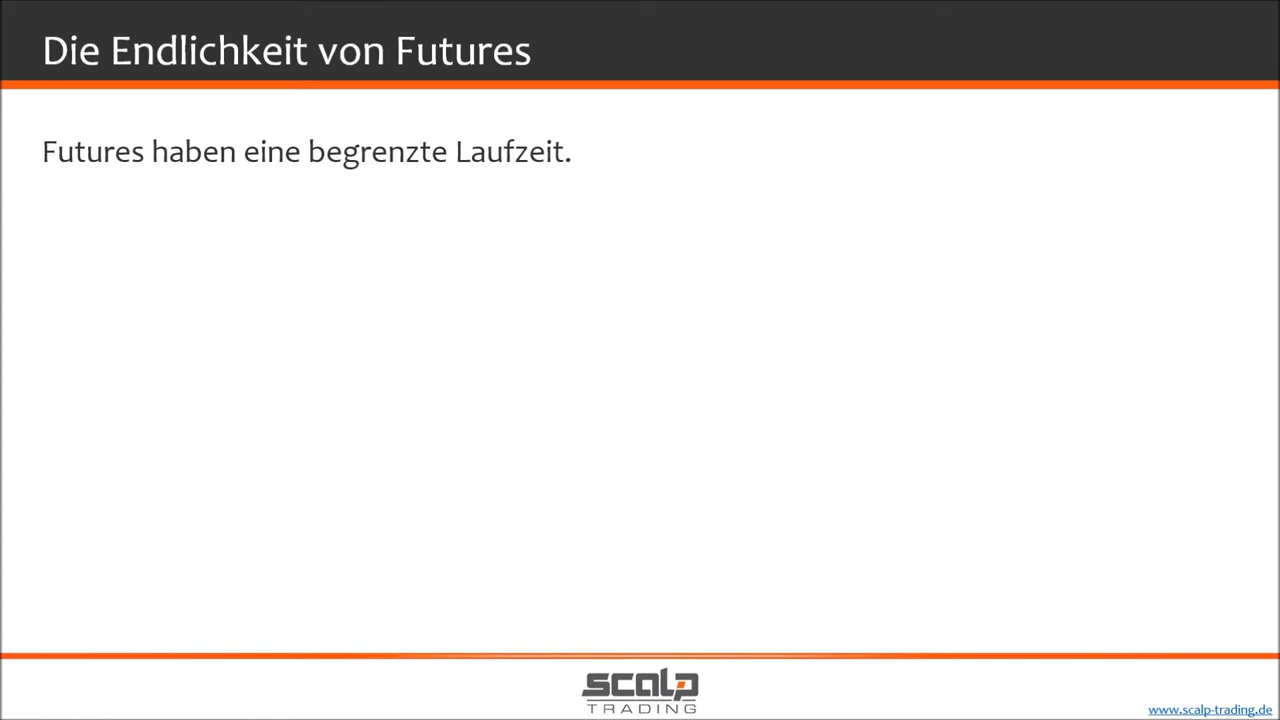 Die Endlichkeit von Futures
Futures haben eine begrenzte Laufzeit.
scalp
TRADING
www.scalp-trading.de